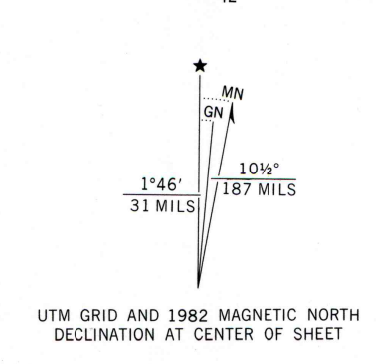 MN
GN
1°46′
31 MILS
10½°
187 MILS
UTM GRID AND 1982 MAGNETIC NORTH
DECLINATION AT CENTER OF SHEET